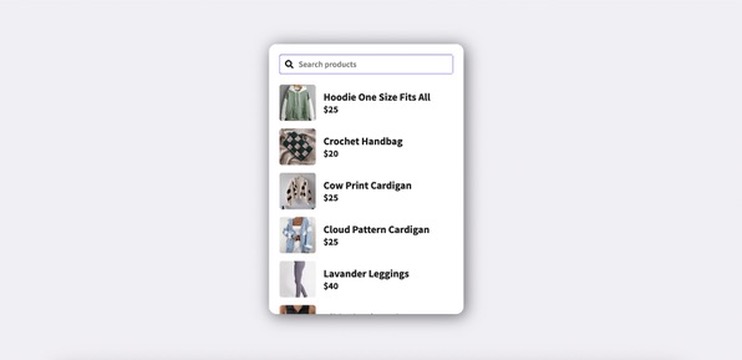 Search products
Hoodie One Size Fits All
$25
Crochet Handbag
$20
Cow Print Cardigan
$25
Cloud Pattern Cardigan
$25
Lavander Leggings
$40